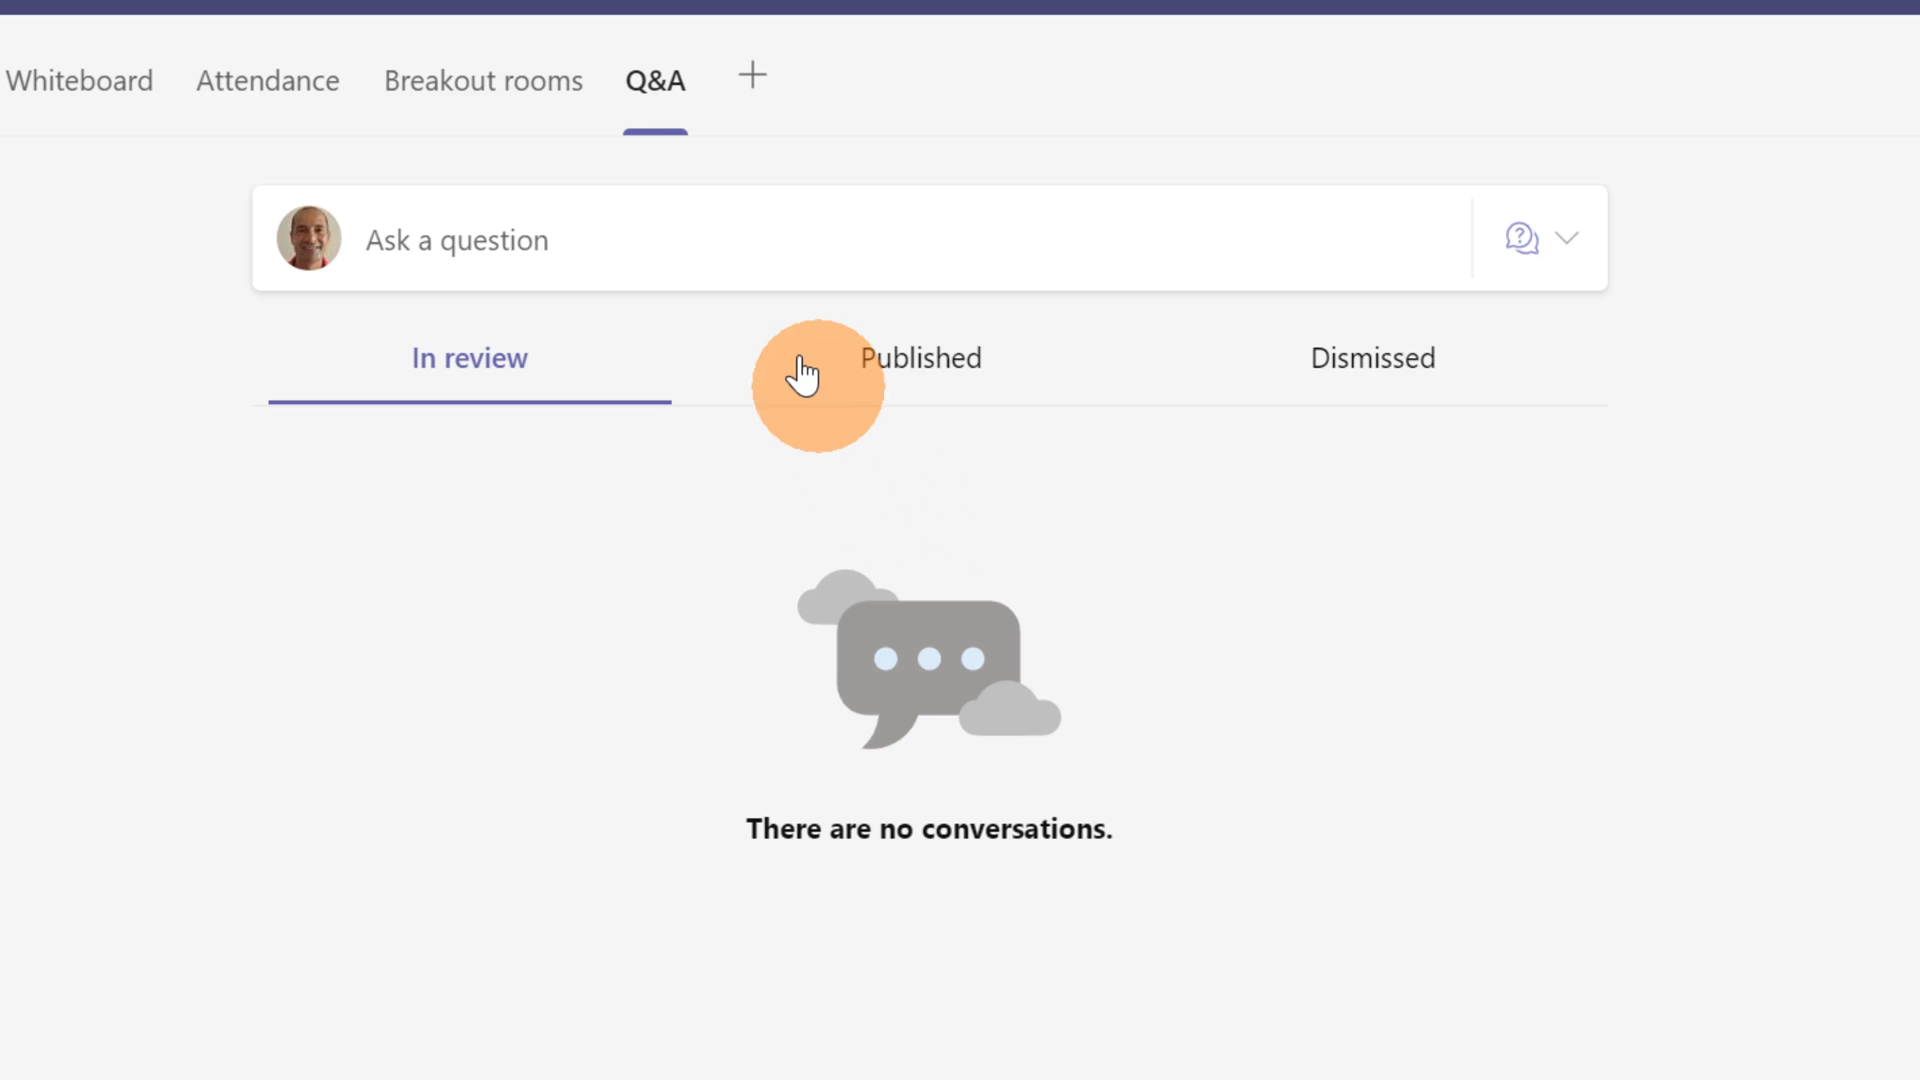 Whiteboard Attendance Breakout rooms Q&A
Ask a question
In review Published Dismissed
There are no conversations.